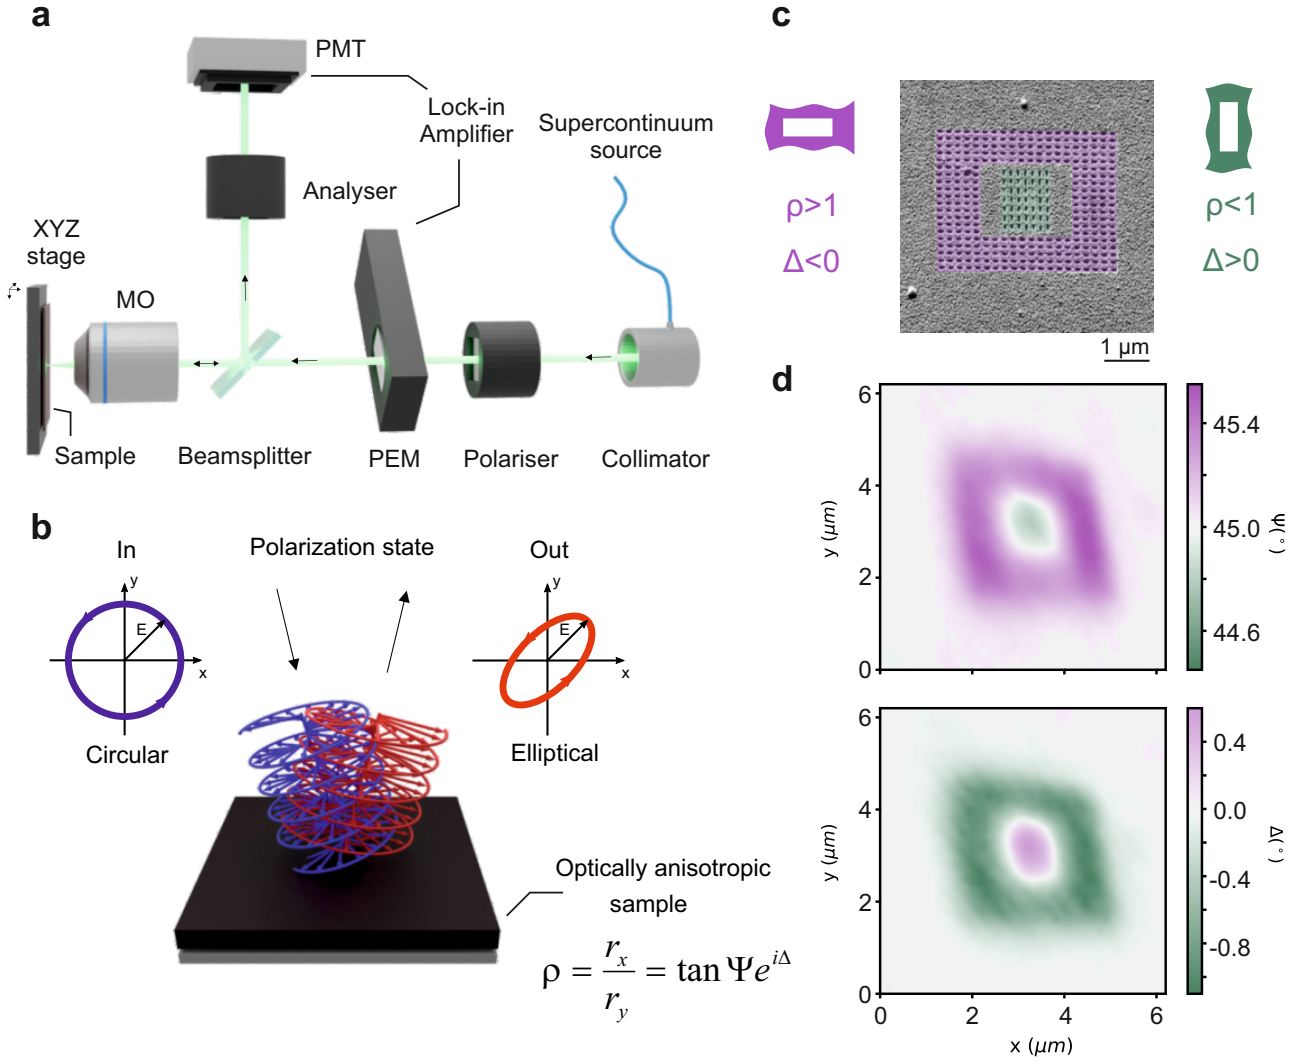 a
PMT
Lock-in
Amplifier
Supercontinuum
source
Analyser
XYZ
stage
MO
Sample
Beamsplitter
PEM
Polariser
Collimator
b
In
Polarization state
Out
y
E
x
y
E
x
Circular
Elliptical
Optically anisotropic
sample
ρ = r_x / r_y = tan Ψe^{iΔ}
c
ρ>1
Δ<0
ρ<1
Δ>0
1 μm
d
6
4
2
0
y (μm)
45.4
45.0
44.6
Ψ(°)
6
4
2
0
y (μm)
0
2
4
6
x (μm)
0.4
0.0
-0.4
-0.8
Δ(°)